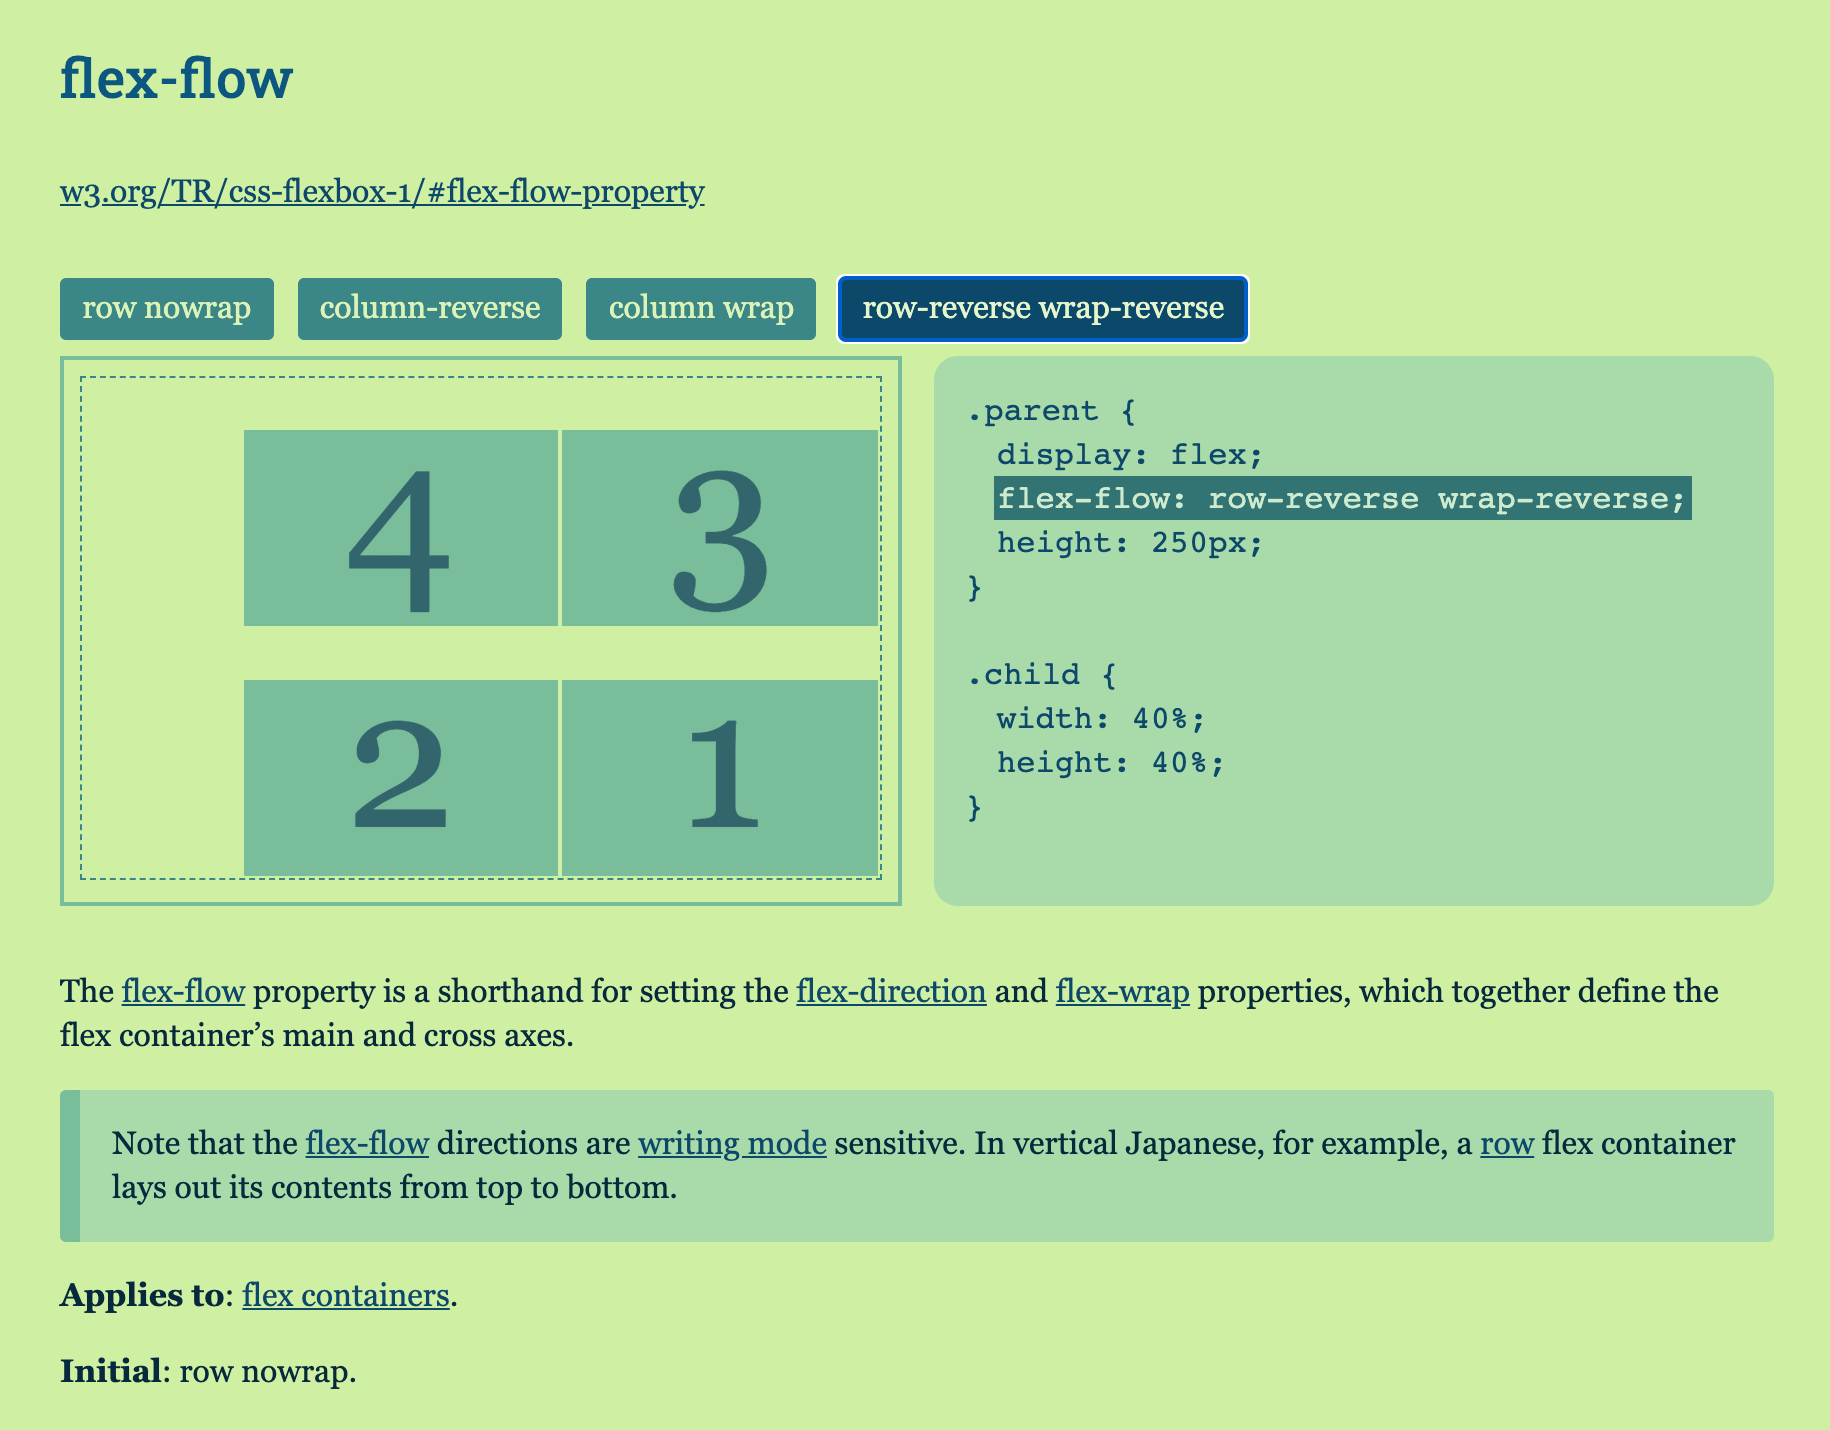 flex-flow
w3.org/TR/css-flexbox-1/#flex-flow-property
row nowrap column-reverse column wrap row-reverse wrap-reverse
4 3
2 1
.parent {
display: flex;
flex-flow: row-reverse wrap-reverse;
height: 250px;
}
.child {
width: 40%;
height: 40%;
}
The flex-flow property is a shorthand for setting the flex-direction and flex-wrap properties, which together define the
flex container’s main and cross axes.
Note that the flex-flow directions are writing mode sensitive. In vertical Japanese, for example, a row flex container
lays out its contents from top to bottom.
Applies to: flex containers.
Initial: row nowrap.